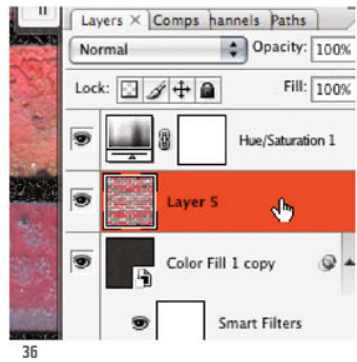 Layers × Comps hannels Paths
Normal Opacity: 100%
Lock: Fill: 100%
Hue/Saturation 1
Layer 5
Color Fill 1 copy
Smart Filters
36